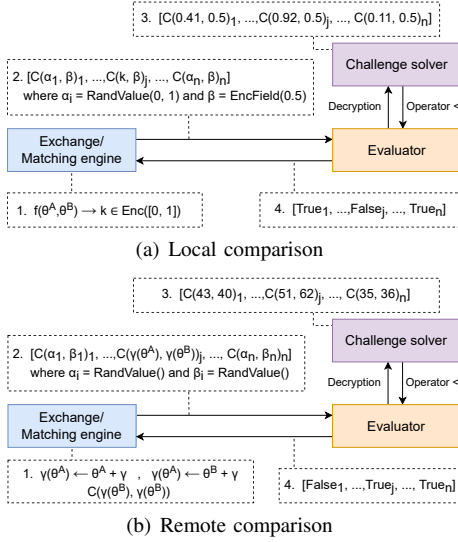 3. [C(0.41, 0.5)₁, ...,C(0.92, 0.5)ⱼ, ..., C(0.11, 0.5)ₙ]
Challenge solver
2. [C(α₁, β)₁, ...,C(k, β)ⱼ, ..., C(αₙ, β)ₙ]
where αᵢ = RandValue(0, 1) and β = EncField(0.5)
Decryption
Operator <
Exchange/
Matching engine
Evaluator
1. f(θᴬ,θᴮ) → k ∈ Enc([0, 1])
4. [True₁, ...,Falseⱼ, ..., Trueₙ]
(a) Local comparison
3. [C(43, 40)₁, ...,C(51, 62)ⱼ, ..., C(35, 36)ₙ]
Challenge solver
2. [C(α₁, β₁)₁, ...,C(γ(θᴬ), γ(θᴮ))ⱼ, ..., C(αₙ, βₙ)ₙ]
where αᵢ = RandValue() and βᵢ = RandValue()
Decryption
Operator <
Exchange/
Matching engine
Evaluator
1. γ(θᴬ) ← θᴬ + γ , γ(θᴬ) ← θᴮ + γ
C(γ(θᴮ), γ(θᴮ))
4. [False₁, ...,Trueⱼ, ..., Trueₙ]
(b) Remote comparison